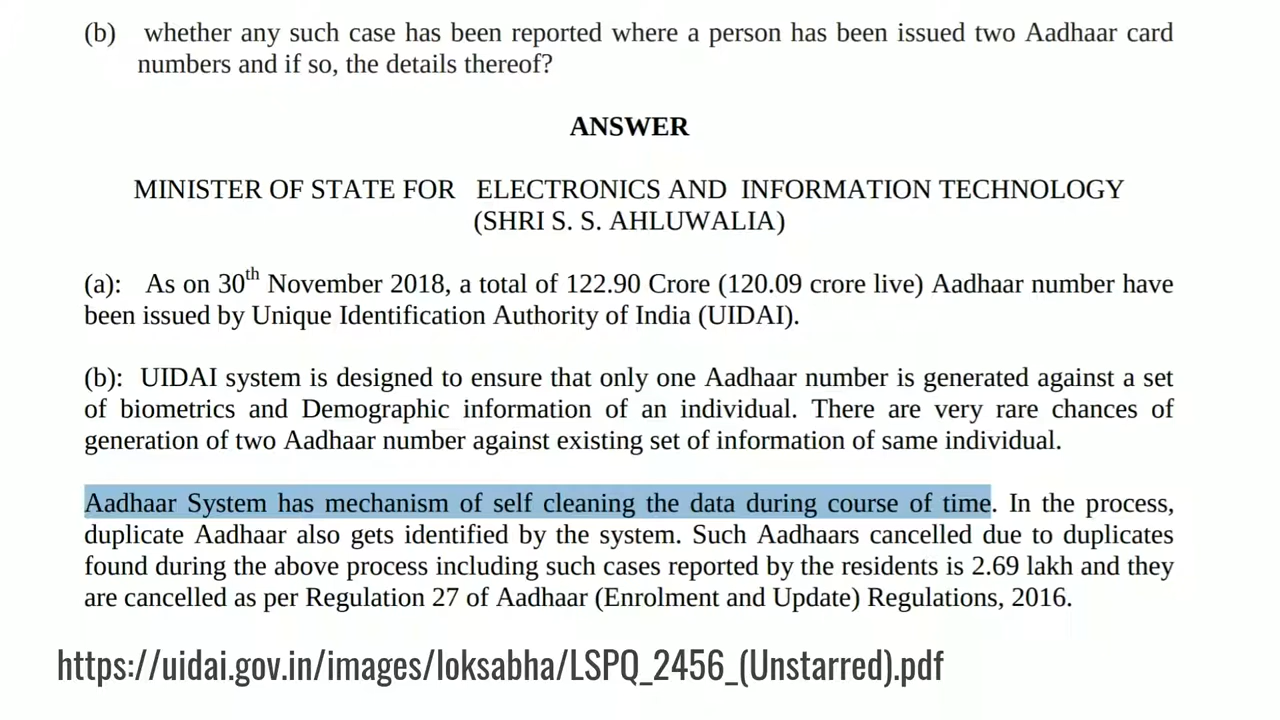 (b) whether any such case has been reported where a person has been issued two Aadhaar card
numbers and if so, the details thereof?
ANSWER
MINISTER OF STATE FOR ELECTRONICS AND INFORMATION TECHNOLOGY
(SHRI S. S. AHLUWALIA)
(a): As on 30th November 2018, a total of 122.90 Crore (120.09 crore live) Aadhaar number have
been issued by Unique Identification Authority of India (UIDAI).
(b): UIDAI system is designed to ensure that only one Aadhaar number is generated against a set
of biometrics and Demographic information of an individual. There are very rare chances of
generation of two Aadhaar number against existing set of information of same individual.
Aadhaar System has mechanism of self cleaning the data during course of time. In the process,
duplicate Aadhaar also gets identified by the system. Such Aadhaars cancelled due to duplicates
found during the above process including such cases reported by the residents is 2.69 lakh and they
are cancelled as per Regulation 27 of Aadhaar (Enrolment and Update) Regulations, 2016.
https://uidai.gov.in/images/loksabha/LSPQ_2456_(Unstarred).pdf